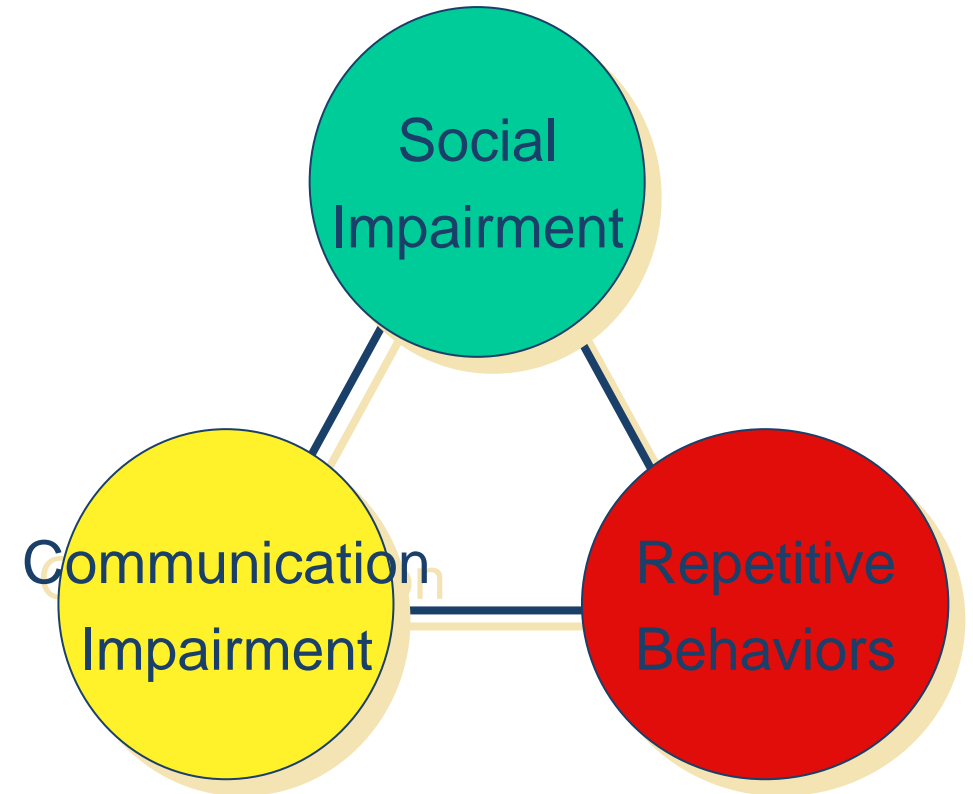 Social
Impairment
Communication
Impairment
Repetitive
Behaviors